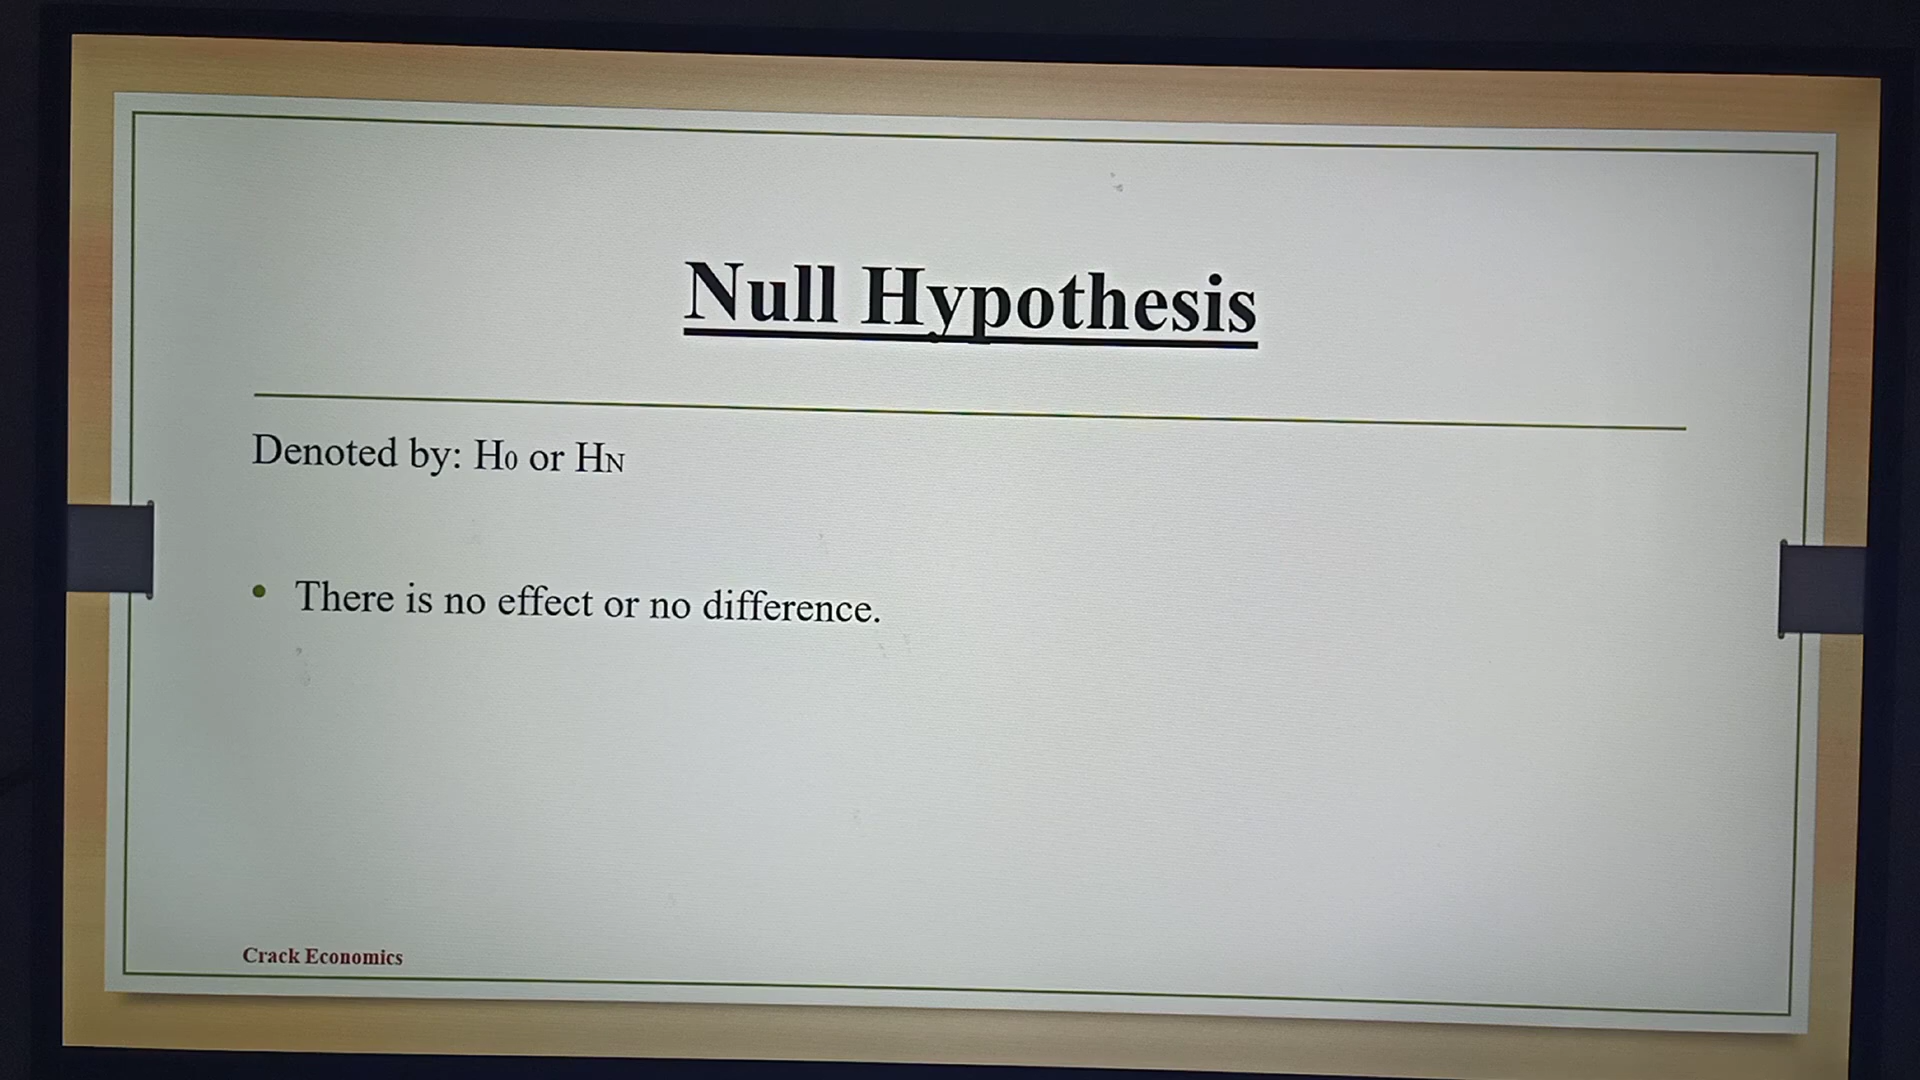 Null Hypothesis
Denoted by: H0 or HN
• There is no effect or no difference.
Crack Economics